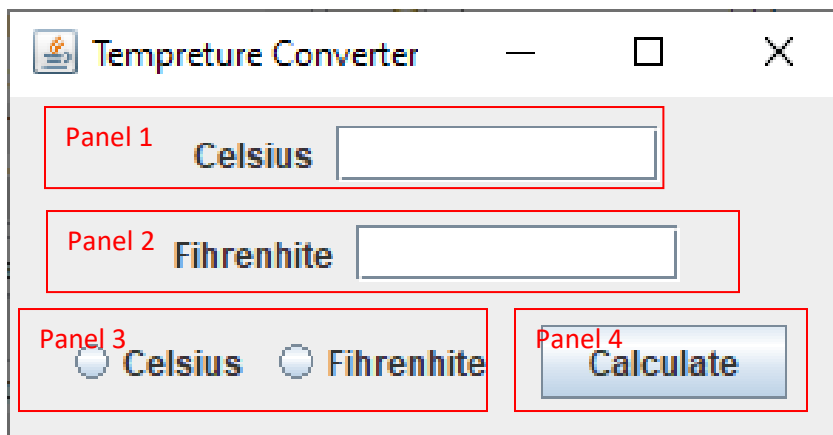 Tempreture Converter
Panel 1
Celsius
Panel 2
Fihrenhite
Panel 3
Celsius Fihrenhite
Panel 4
Calculate